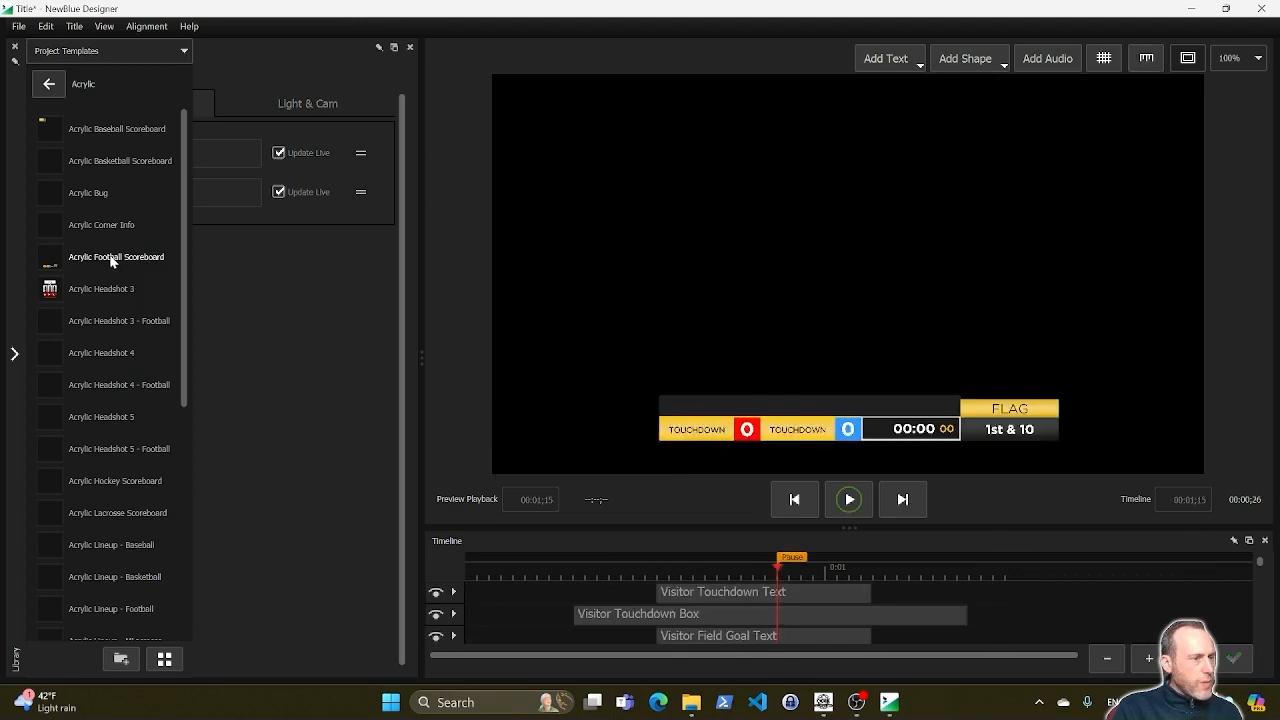 Title* - NewBlue Designer
File Edit Title View Alignment Help
Project Templates
Acrylic
Acrylic Baseball Scoreboard
Acrylic Basketball Scoreboard
Acrylic Bug
Acrylic Corner Info
Acrylic Football Scoreboard
Acrylic Headshot 3
Acrylic Headshot 3 - Football
Acrylic Headshot 4
Acrylic Headshot 4 - Football
Acrylic Headshot 5
Acrylic Headshot 5 - Football
Acrylic Hockey Scoreboard
Acrylic Lacrosse Scoreboard
Acrylic Lineup - Baseball
Acrylic Lineup - Basketball
Acrylic Lineup - Football
Library
Light & Cam
Update Live
Update Live
Add Text Add Shape Add Audio 100%
FLAG
TOUCHDOWN 0 TOUCHDOWN 0 00:00 00 1st & 10
Preview Playback 00:01;15 --:--;-- Timeline 00:01;15 00:00;26
Timeline
Pause
0:01
Visitor Touchdown Text
Visitor Touchdown Box
Visitor Field Goal Text
1 42°F
Light rain
Search